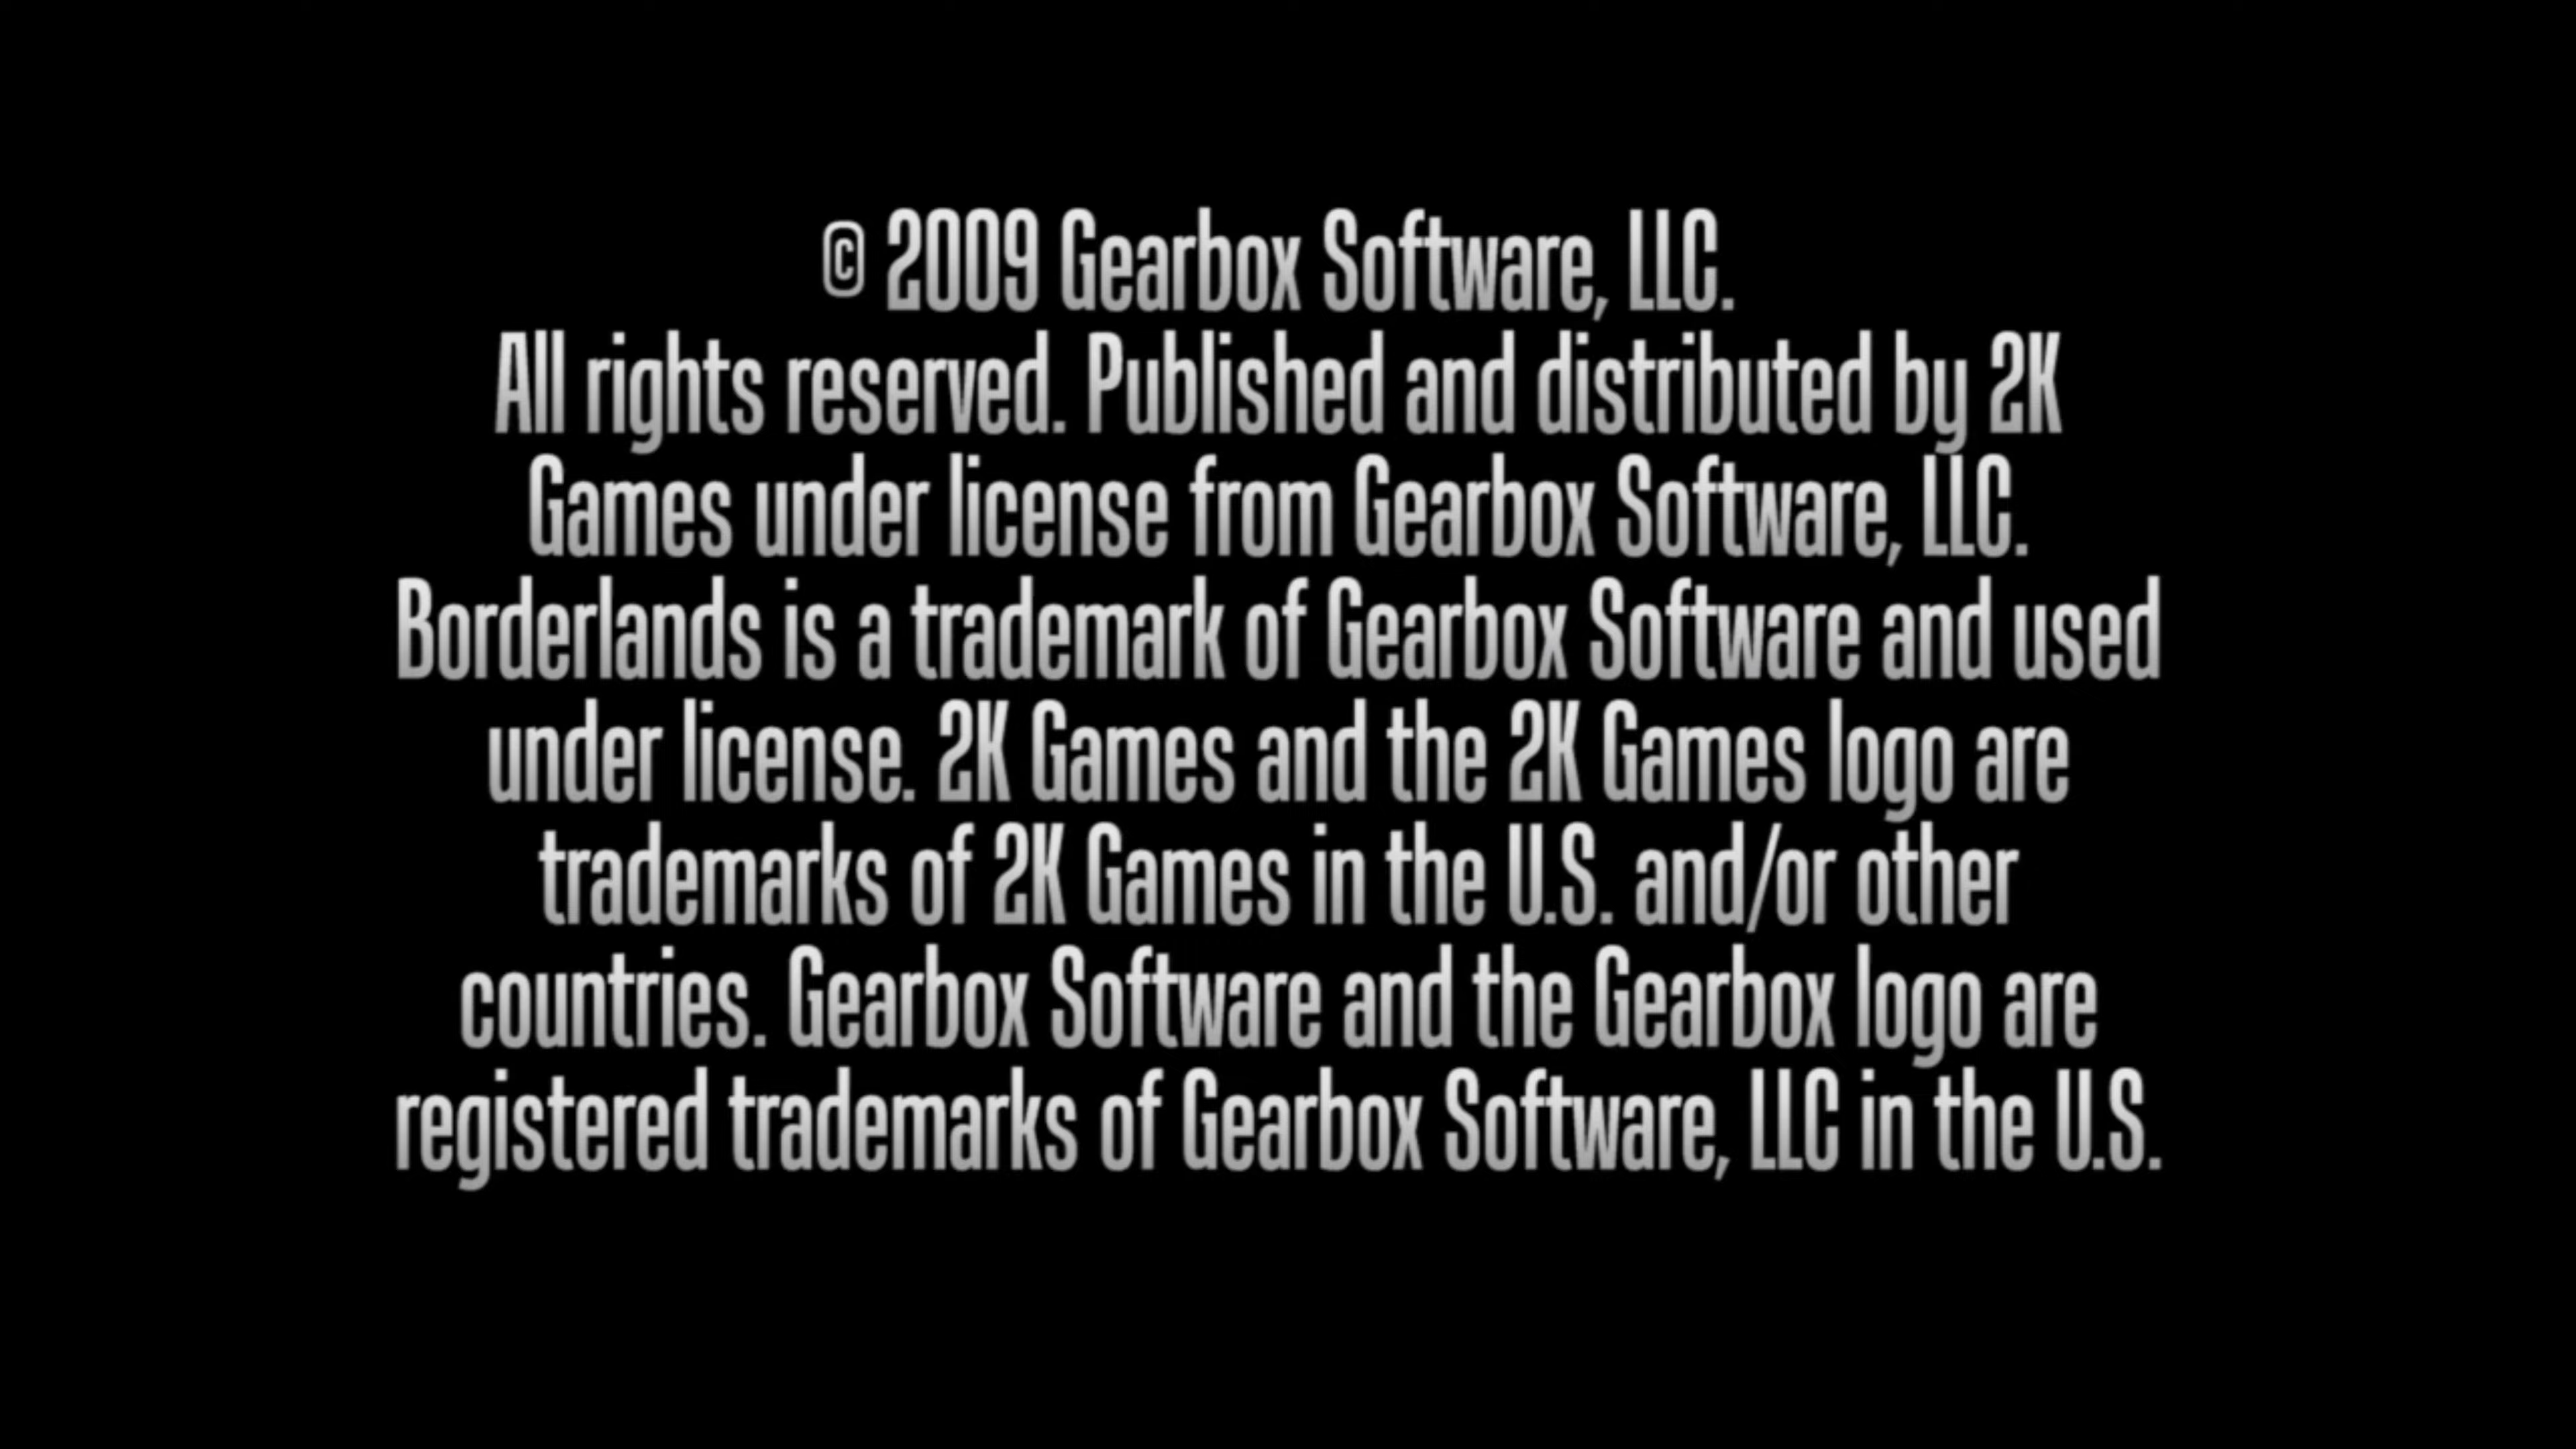 © 2009 Gearbox Software, LLC.
All rights reserved. Published and distributed by 2K
Games under license from Gearbox Software, LLC.
Borderlands is a trademark of Gearbox Software and used
under license. 2K Games and the 2K Games logo are
trademarks of 2K Games in the U.S. and/or other
countries. Gearbox Software and the Gearbox logo are
registered trademarks of Gearbox Software, LLC in the U.S.